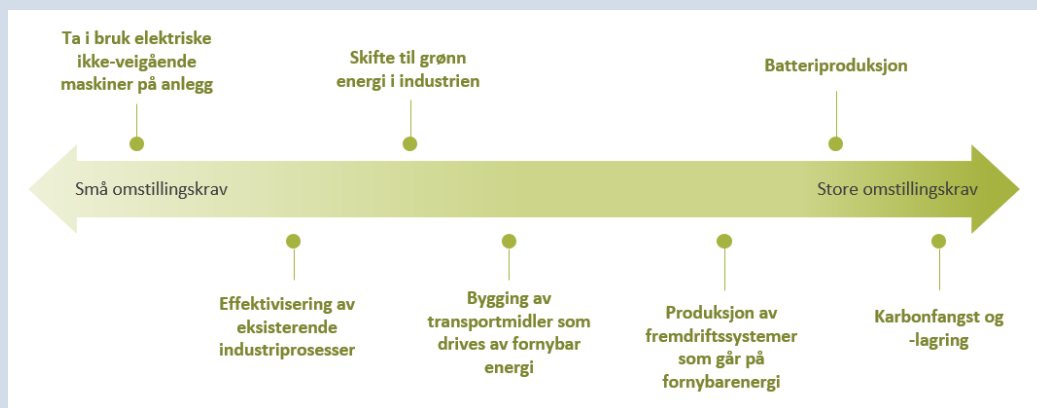 Ta i bruk elektriske
ikke-veigående
maskiner på anlegg
Skifte til grønn
energi i industrien
Batteriproduksjon
Små omstillingskrav
Store omstillingskrav
Effektivisering av
eksisterende
industriprosesser
Bygging av
transportmidler som
drives av fornybar
energi
Produksjon av
fremdriftssystemer
som går på
fornybarenergi
Karbonfangst og
-lagring